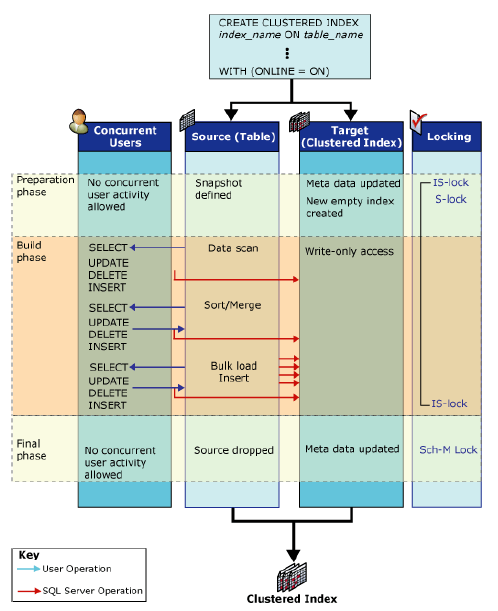 CREATE CLUSTERED INDEX
index_name ON table_name
WITH (ONLINE = ON)
Concurrent
Users
Source (Table)
Target
(Clustered Index)
Locking
Preparation
phase
No concurrent
user activity
allowed
Snapshot
defined
Meta data updated
New empty index
created
IS-lock
S-lock
Build
phase
SELECT
Data scan
Write-only access
UPDATE
DELETE
INSERT
SELECT
Sort/Merge
UPDATE
DELETE
INSERT
SELECT
Bulk load
Insert
UPDATE
DELETE
INSERT
IS-lock
Final
phase
No concurrent
user activity
allowed
Source dropped
Meta data updated
Sch-M Lock
Key
User Operation
SQL Server Operation
Clustered Index